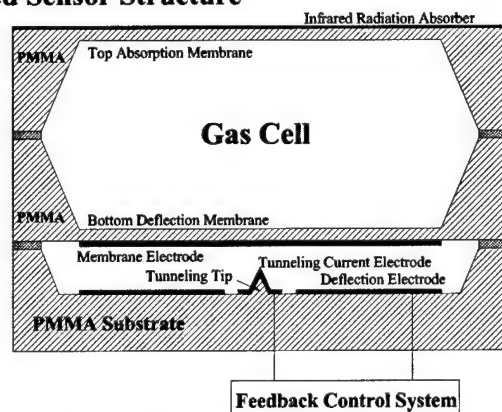 Sensor Structure
Infrared Radiation Absorber
PMMA
Top Absorption Membrane
Gas Cell
PMMA
Bottom Deflection Membrane
Membrane Electrode
Tunneling Current Electrode
Tunneling Tip
Deflection Electrode
PMMA Substrate
Feedback Control System